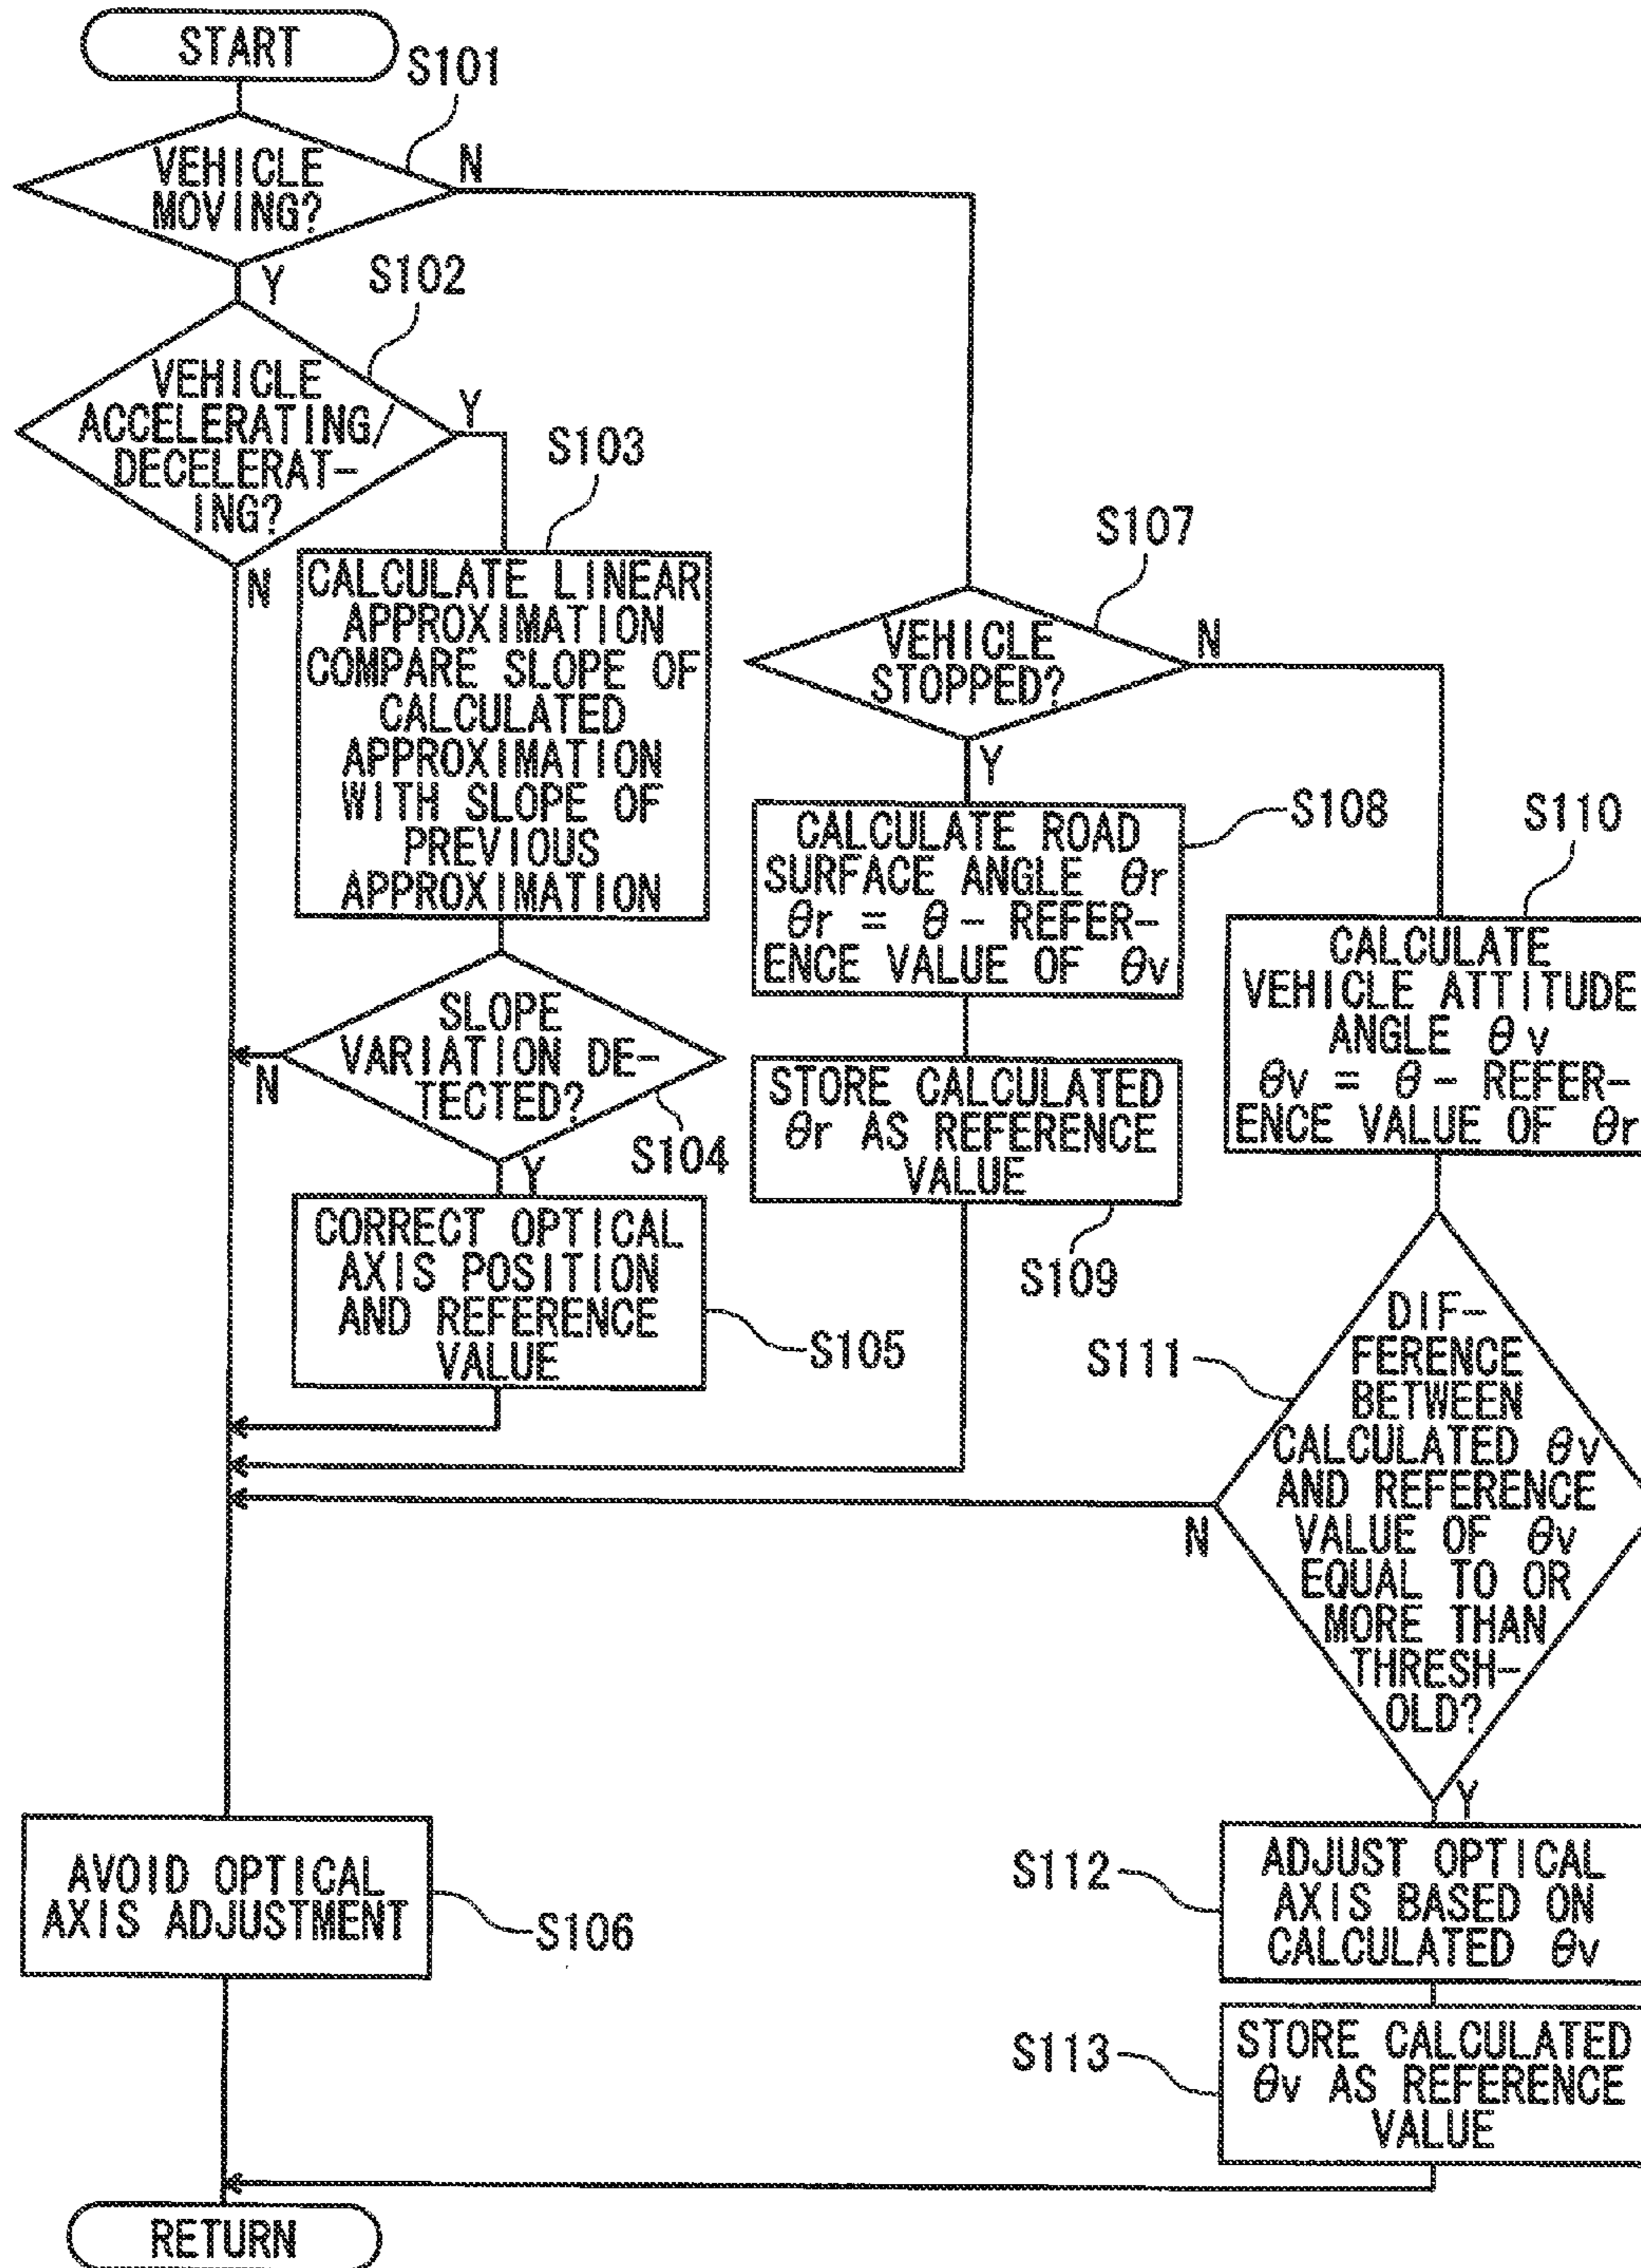 START
S101
VEHICLE
MOVING?
N
Y
S102
VEHICLE
ACCELERATING/
DECELERAT-
ING?
Y
N
S103
CALCULATE LINEAR
APPROXIMATION
COMPARE SLOPE OF
CALCULATED
APPROXIMATION
WITH SLOPE OF
PREVIOUS
APPROXIMATION
SLOPE
VARIATION DE-
TECTED?
N
Y
S104
CORRECT OPTICAL
AXIS POSITION
AND REFERENCE
VALUE
S105
AVOID OPTICAL
AXIS ADJUSTMENT
S106
S107
VEHICLE
STOPPED?
N
Y
CALCULATE ROAD
SURFACE ANGLE θr
θr = θ - REFER-
ENCE VALUE OF θv
S108
STORE CALCULATED
θr AS REFERENCE
VALUE
S109
S110
CALCULATE
VEHICLE ATTITUDE
ANGLE θv
θv = θ - REFER-
ENCE VALUE OF θr
S111
DIF-
FERENCE
BETWEEN
CALCULATED θv
AND REFERENCE
VALUE OF θv
EQUAL TO OR
MORE THAN
THRESH-
OLD?
N
Y
S112
ADJUST OPTICAL
AXIS BASED ON
CALCULATED θv
S113
STORE CALCULATED
θv AS REFERENCE
VALUE
RETURN